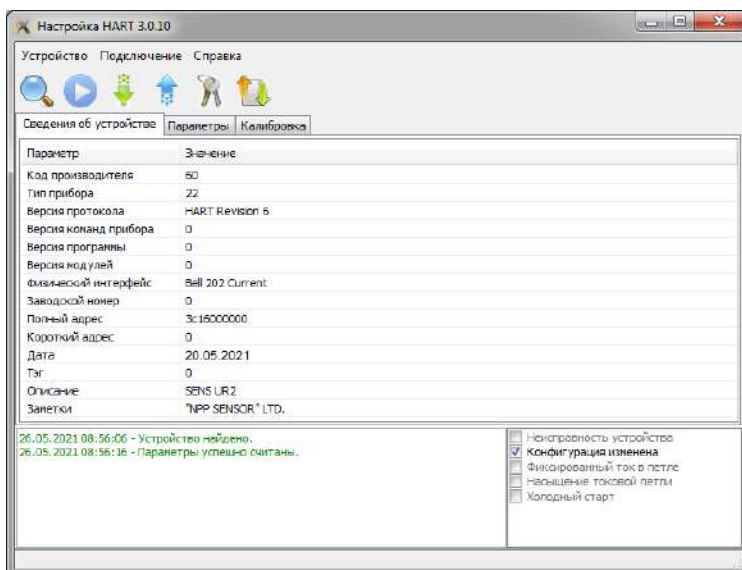 Настройка HART 3.0.10
Устройство Подключение Справка
Сведения об устройстве Параметры Калибровка
Параметр Значение
Код производителя 60
Тип прибора 22
Версия протокола HART Revision 6
Версия команд прибора 0
Версия программы 0
Версия модулей 0
Физический интерфейс Bell 202 Current
Заводской номер 0
Полный адрес 3c16000000
Короткий адрес 0
Дата 20.05.2021
Тэг 0
Описание SENS UR2
Заметки "NPP SENSOR" LTD.
26.05.2021 08:56:06 - Устройство найдено.
26.05.2021 08:56:16 - Параметры успешно считаны.
Неисправность устройства
Конфигурация изменена
Фиксированный ток в петле
Насыщение токовой петли
Холодный старт